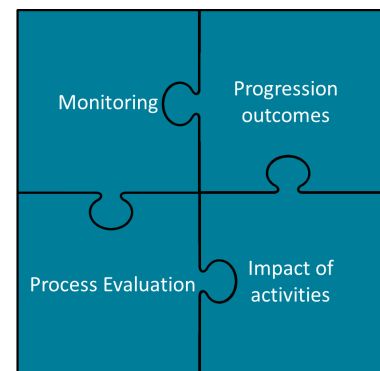 Monitoring
Progression
outcomes
Process Evaluation
Impact of
activities